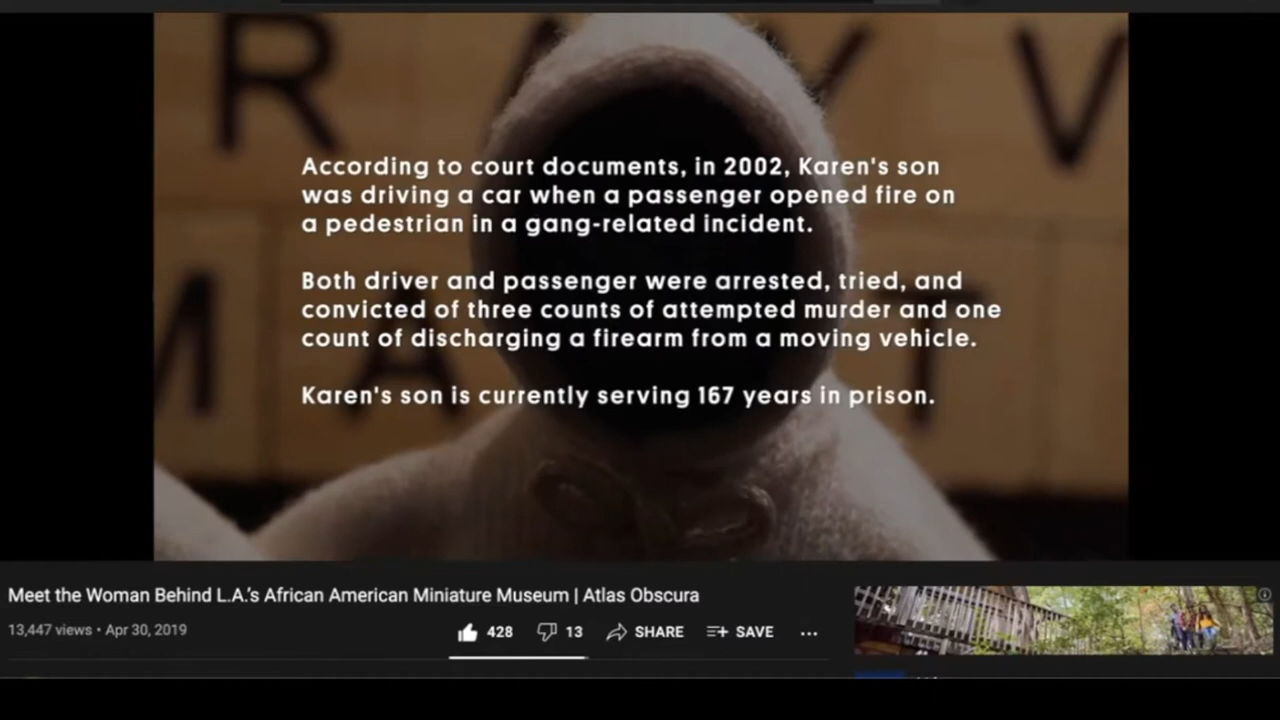 R A Y V
M A T
According to court documents, in 2002, Karen's son
was driving a car when a passenger opened fire on
a pedestrian in a gang-related incident.
Both driver and passenger were arrested, tried, and
convicted of three counts of attempted murder and one
count of discharging a firearm from a moving vehicle.
Karen's son is currently serving 167 years in prison.
Meet the Woman Behind L.A.'s African American Miniature Museum | Atlas Obscura
13,447 views • Apr 30, 2019
428 13 SHARE SAVE